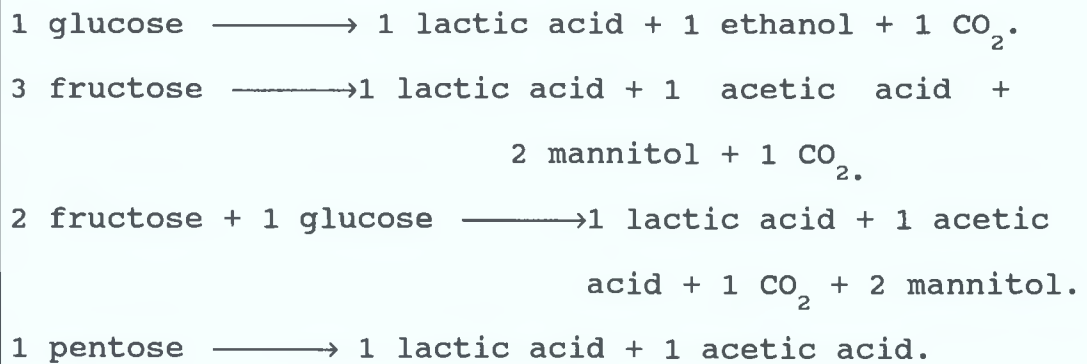 1 glucose ⟶ 1 lactic acid + 1 ethanol + 1 CO₂.
3 fructose ⟶1 lactic acid + 1 acetic acid +
2 mannitol + 1 CO₂.
2 fructose + 1 glucose ⟶1 lactic acid + 1 acetic
acid + 1 CO₂ + 2 mannitol.
1 pentose ⟶ 1 lactic acid + 1 acetic acid.